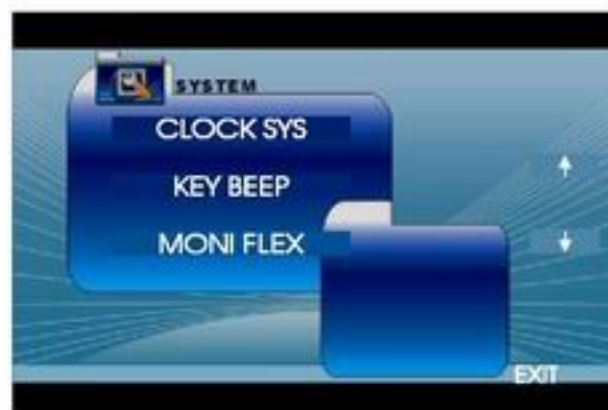 SYSTEM
CLOCK SYS
KEY BEEP
MONI FLEX
EXIT